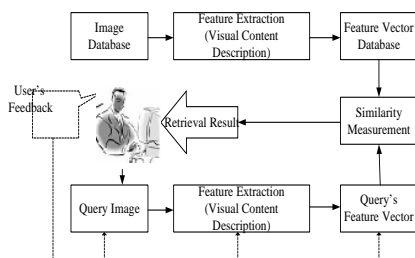 Image
Database
Feature Extraction
(Visual Content
Description)
Feature Vector
Database
User's
Feedback
Retrieval Result
Similarity
Measurement
Query Image
Feature Extraction
(Visual Content
Description)
Query's
Feature Vector